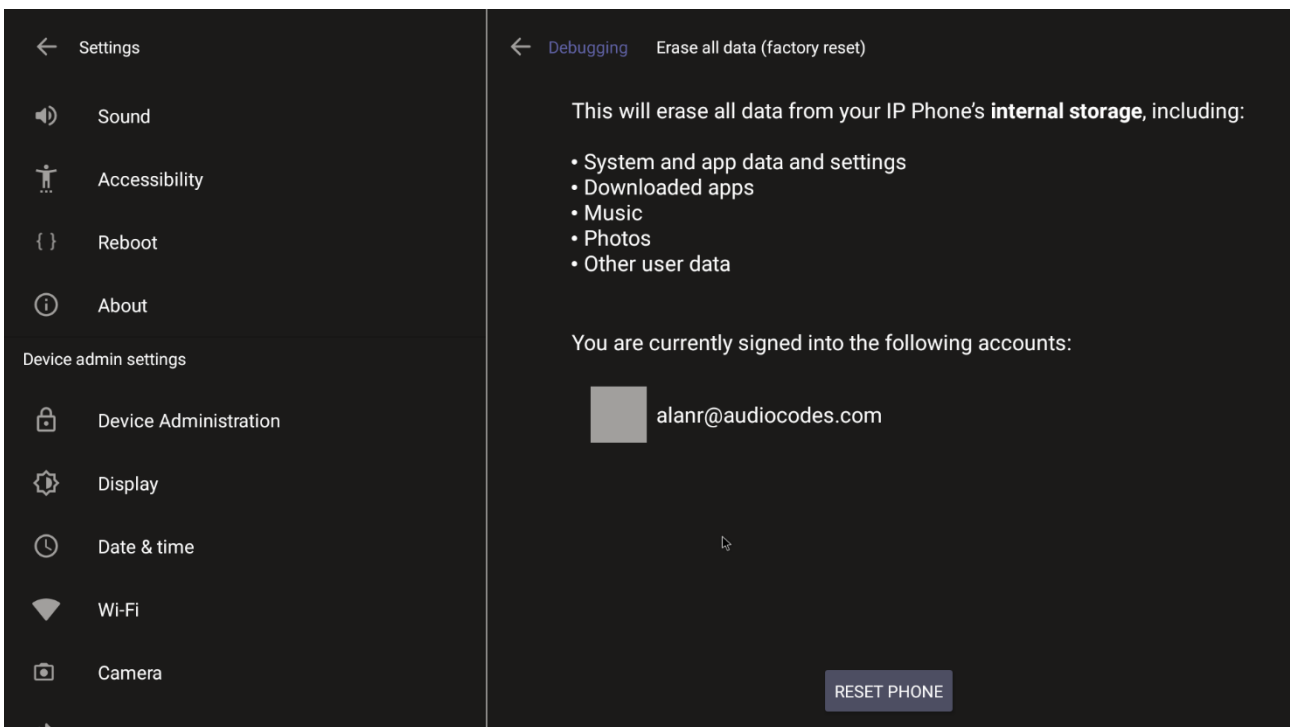 Settings
Sound
Accessibility
{ } Reboot
About
Device admin settings
Device Administration
Display
Date & time
Wi-Fi
Camera
Debugging Erase all data (factory reset)
This will erase all data from your IP Phone's internal storage, including:
• System and app data and settings
• Downloaded apps
• Music
• Photos
• Other user data
You are currently signed into the following accounts:
alanr@audiocodes.com
RESET PHONE